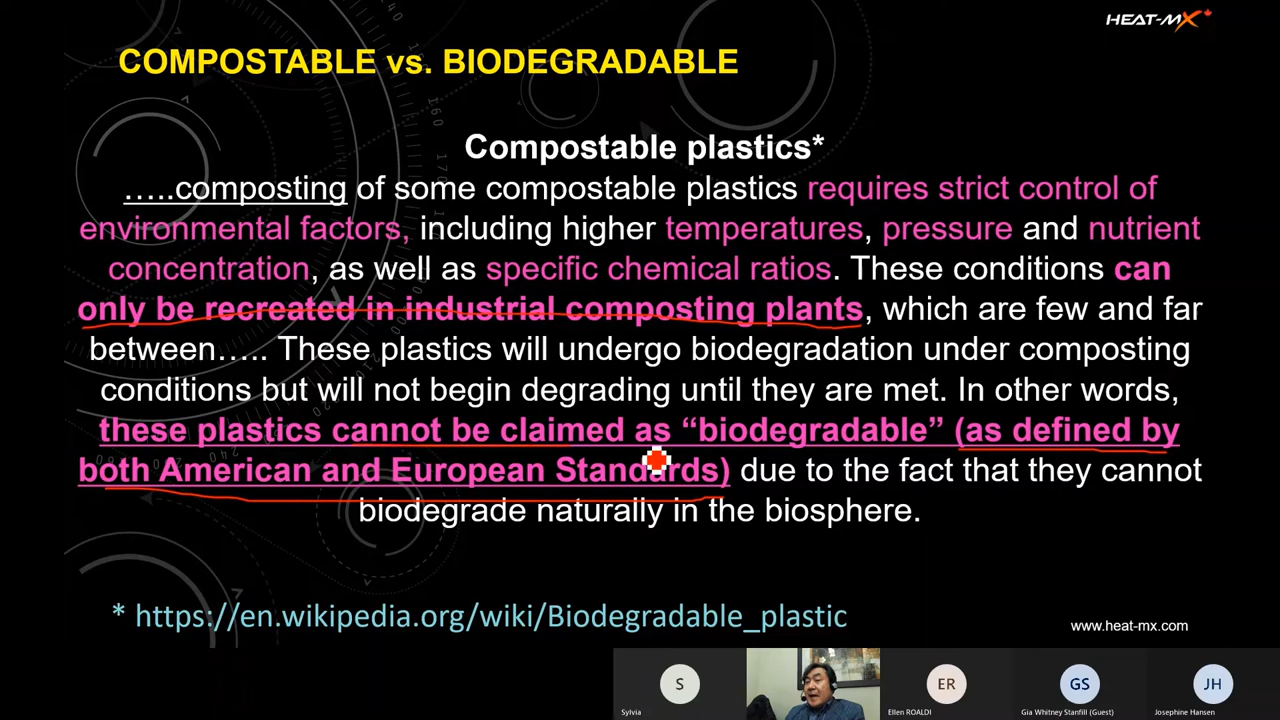 HEAT-MX
COMPOSTABLE vs. BIODEGRADABLE
Compostable plastics*
…..composting of some compostable plastics requires strict control of
environmental factors, including higher temperatures, pressure and nutrient
concentration, as well as specific chemical ratios. These conditions can
only be recreated in industrial composting plants, which are few and far
between….. These plastics will undergo biodegradation under composting
conditions but will not begin degrading until they are met. In other words,
these plastics cannot be claimed as “biodegradable” (as defined by
both American and European Standards) due to the fact that they cannot
biodegrade naturally in the biosphere.
* https://en.wikipedia.org/wiki/Biodegradable_plastic
www.heat-mx.com
S
ER
GS
JH
Sylvia
Ellen ROALDI
Gia Whitney Stanfill (Guest)
Josephine Hansen